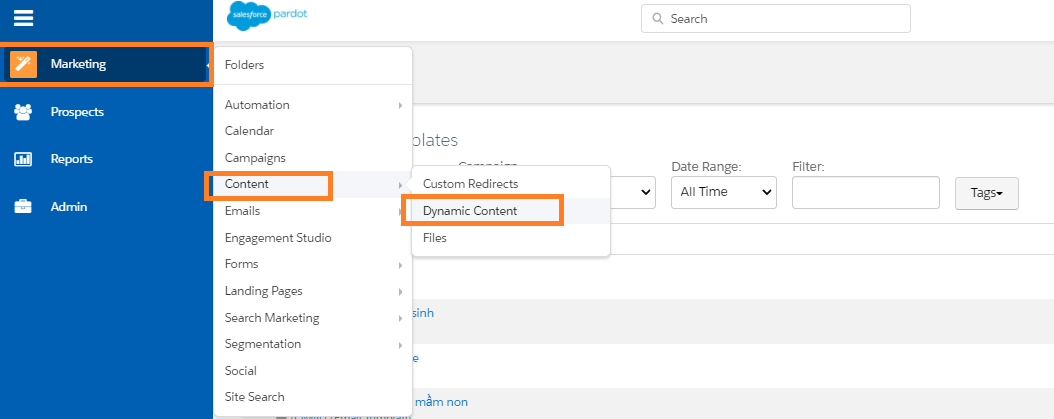 salesforce pardot
Search
Marketing
Prospects
Reports
Admin
Folders
Automation
Calendar
Campaigns
Content
Emails
Engagement Studio
Forms
Landing Pages
Search Marketing
Segmentation
Social
Site Search
Custom Redirects
Dynamic Content
Files
plates
Campaign
Date Range:
Filter:
All Time
Tags
sinh
e
mầm non